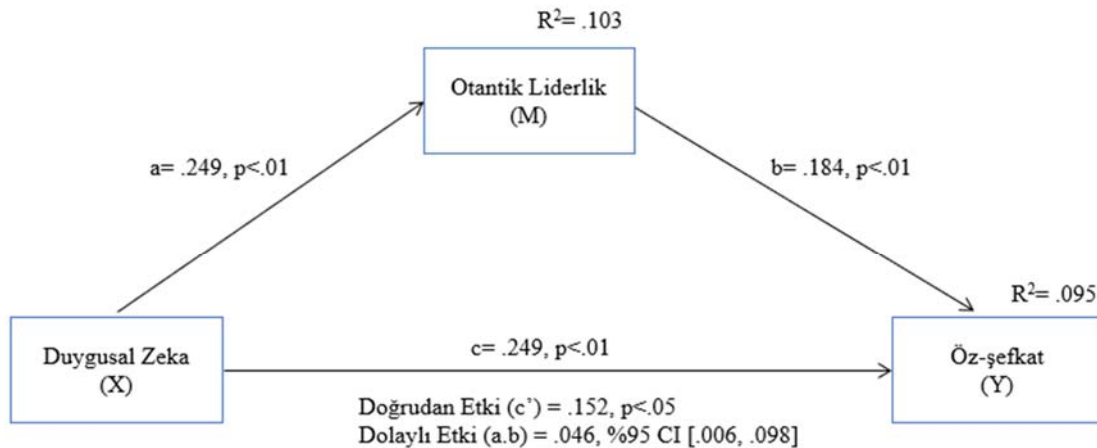 R²= .103
Otantik Liderlik
(M)
a= .249, p<.01
b= .184, p<.01
R²= .095
Duygusal Zeka
(X)
c= .249, p<.01
Öz-şefkat
(Y)
Doğrudan Etki (c’) = .152, p<.05
Dolaylı Etki (a.b) = .046, %95 CI [.006, .098]